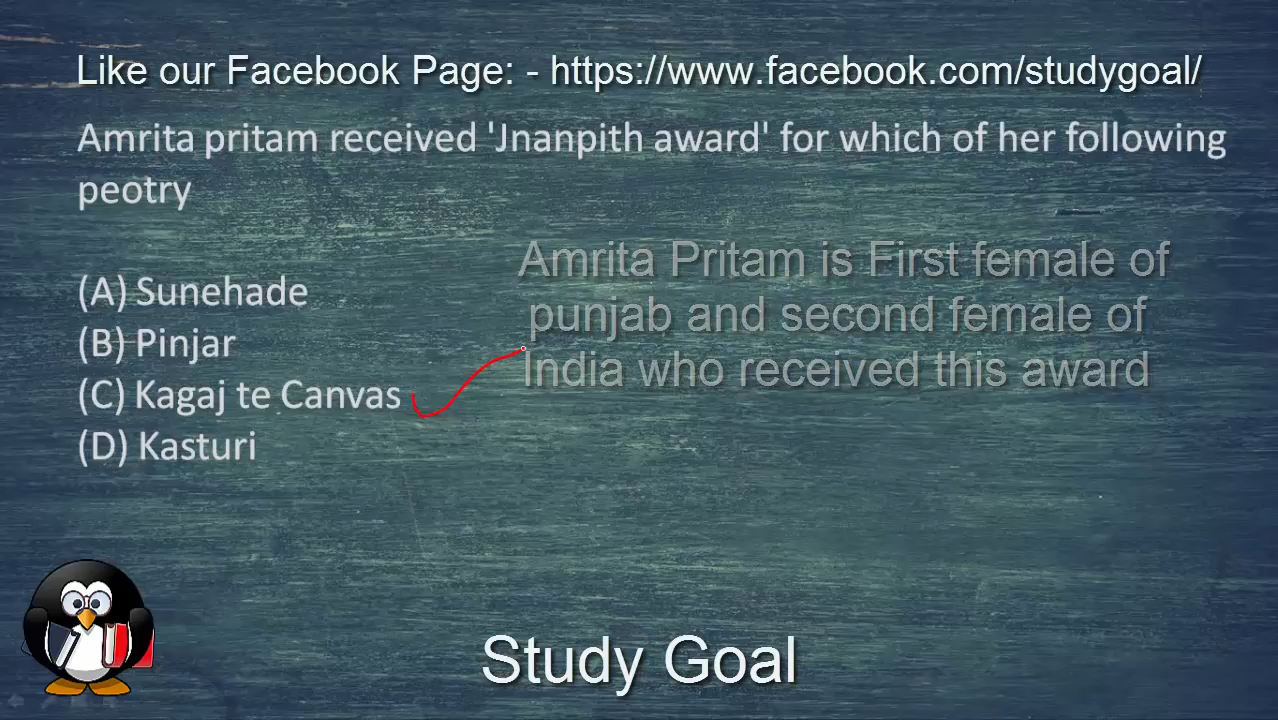 Like our Facebook Page: - https://www.facebook.com/studygoal/
Amrita pritam received 'Jnanpith award' for which of her following
peotry
(A) Sunehade
(B) Pinjar
(C) Kagaj te Canvas
(D) Kasturi
Amrita Pritam is First female of
punjab and second female of
India who received this award
Study Goal